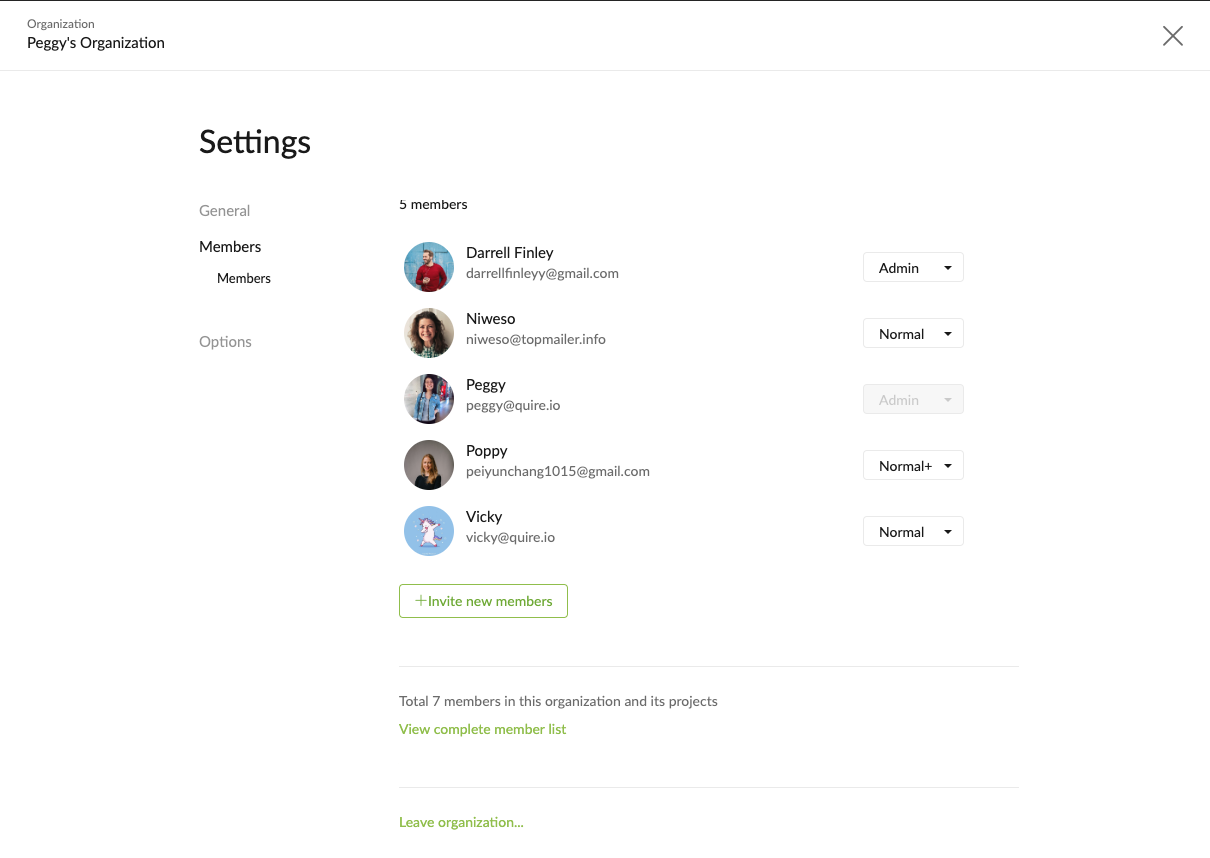 Organization
Peggy's Organization
Settings
General
Members
Members
Options
5 members
Darrell Finley
darrellfinleyy@gmail.com
Admin
Niweso
niweso@topmailer.info
Normal
Peggy
peggy@quire.io
Admin
Poppy
peiyunchang1015@gmail.com
Normal+
Vicky
vicky@quire.io
Normal
+Invite new members
Total 7 members in this organization and its projects
View complete member list
Leave organization...